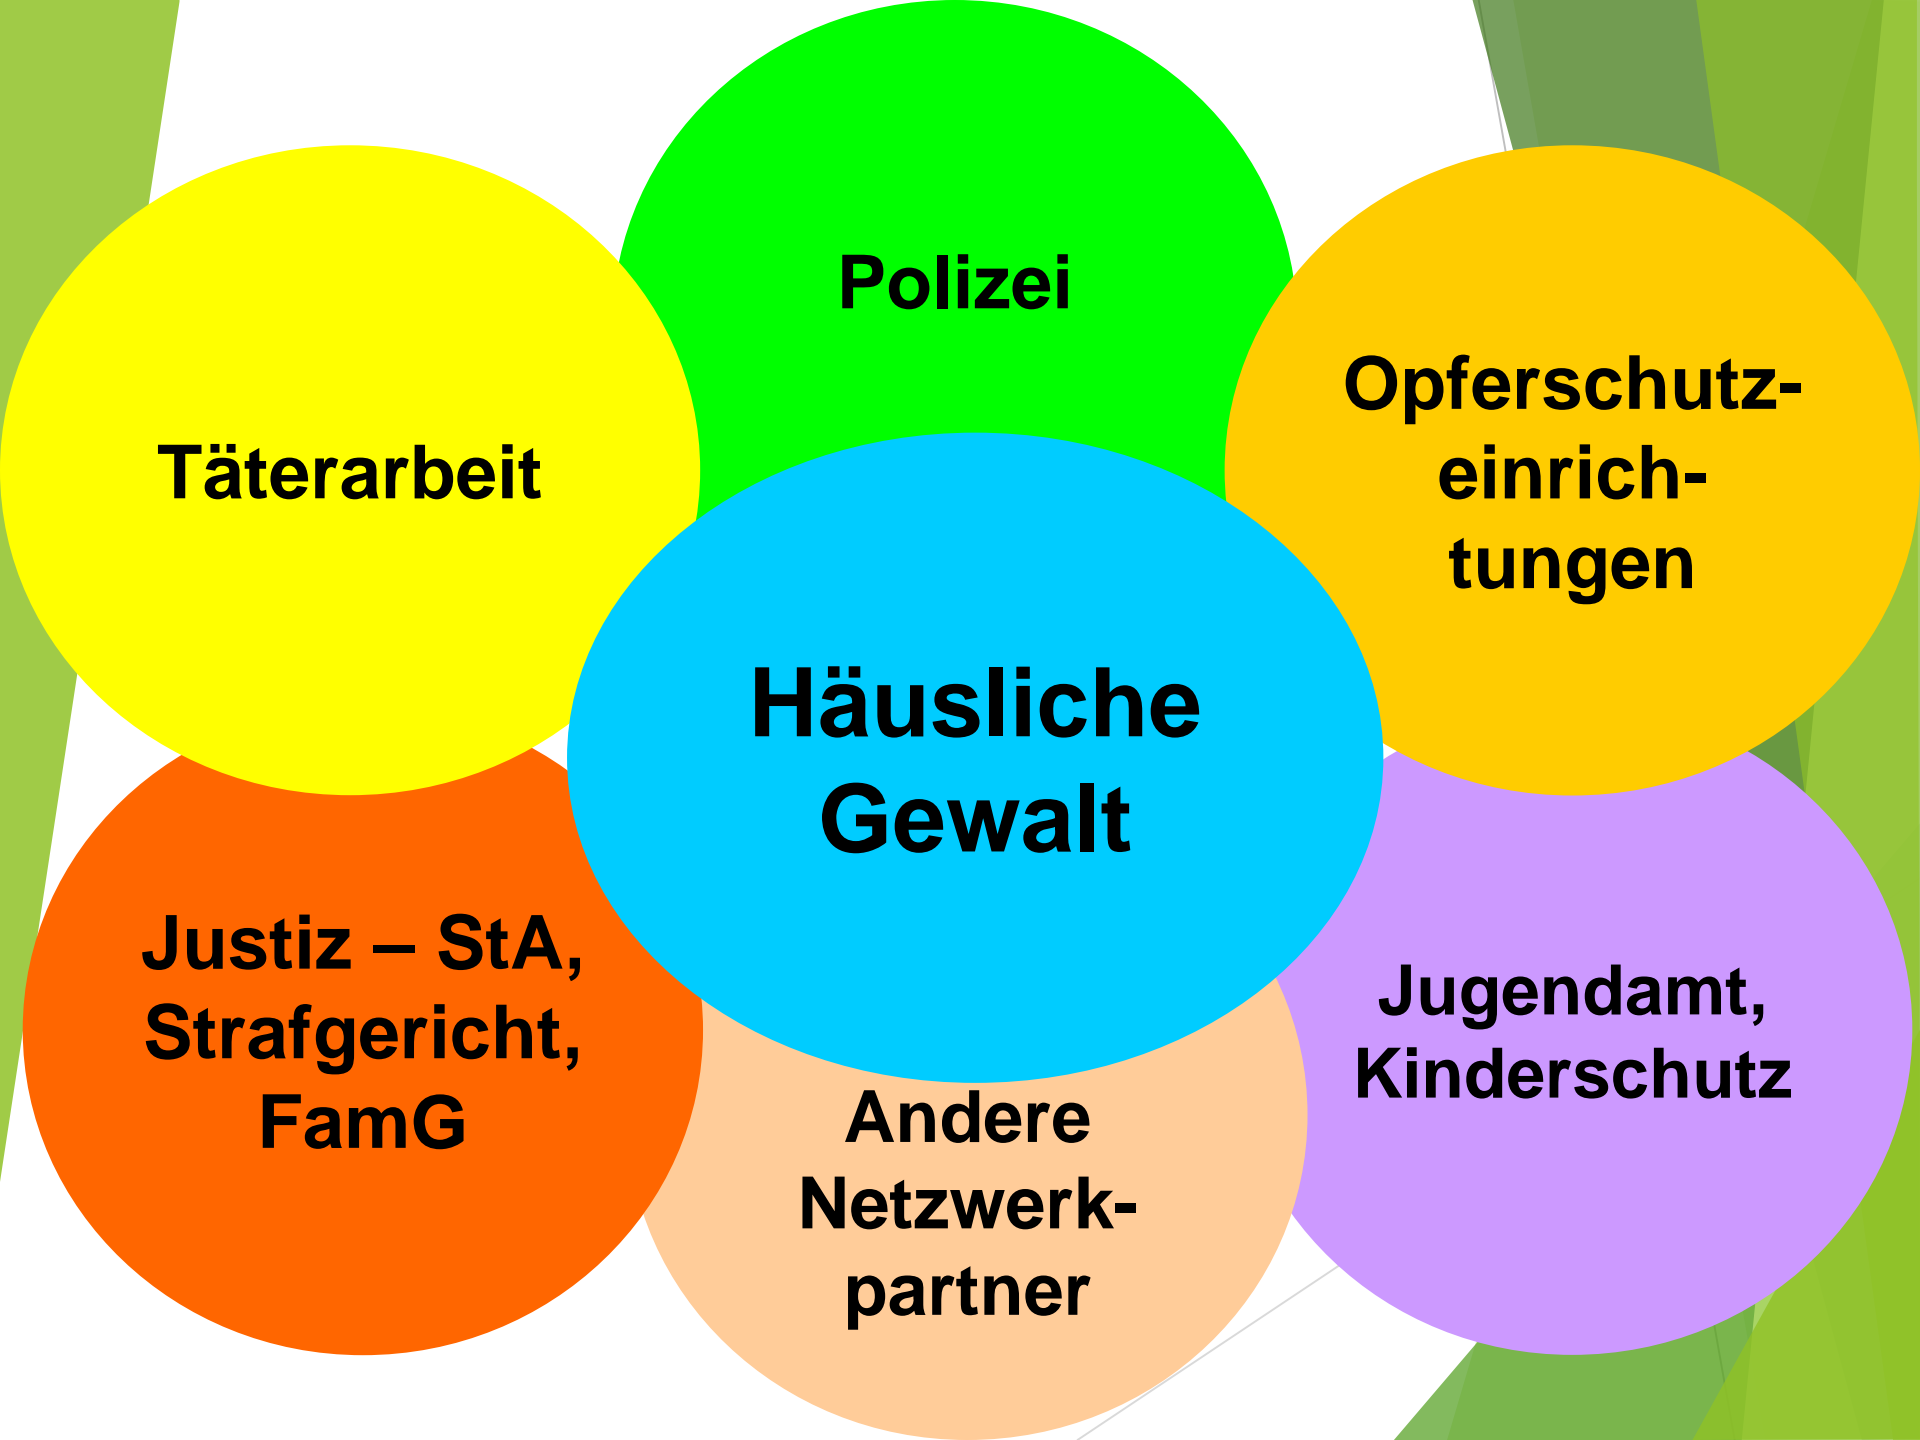 Polizei
Täterarbeit
Opferschutz-
einrich-
tungen
Häusliche
Gewalt
Justiz – StA,
Strafgericht,
FamG
Jugendamt,
Kinderschutz
Andere
Netzwerk-
partner